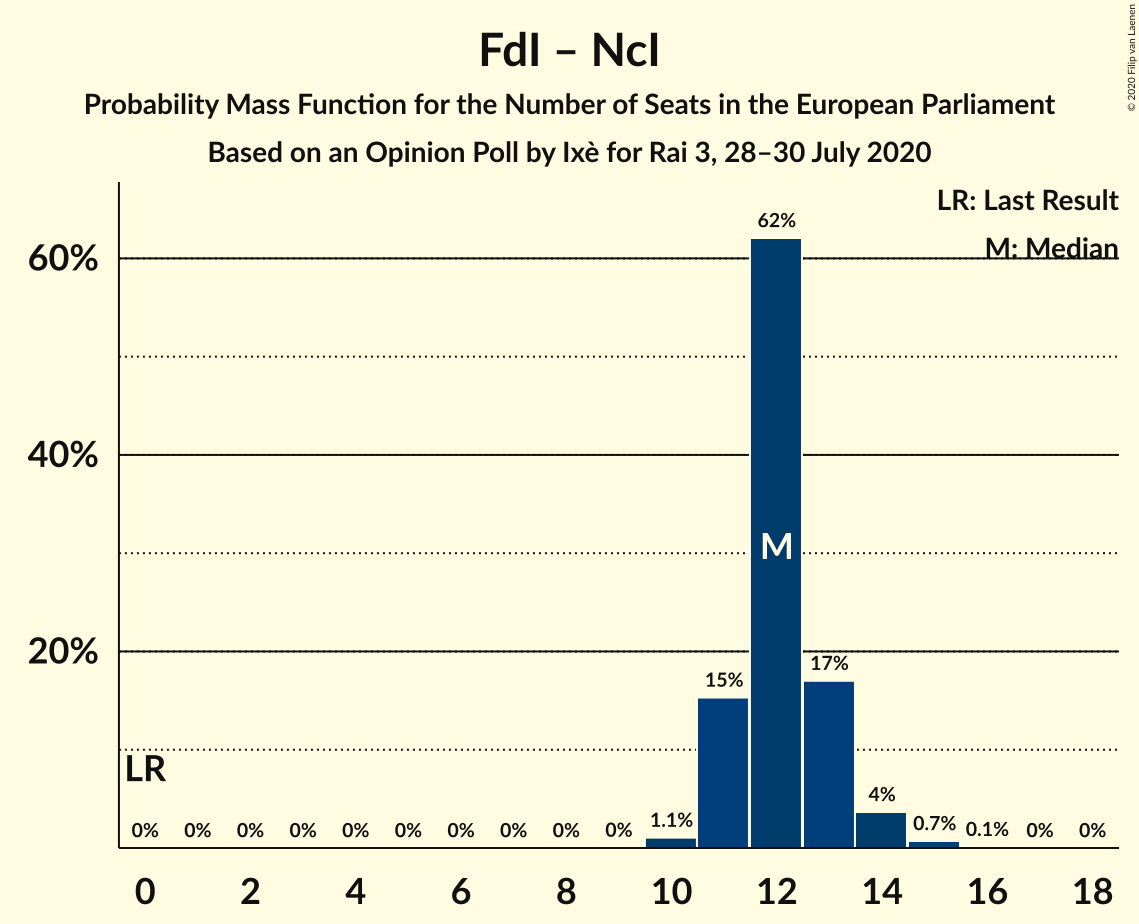 FdI – NcI
Probability Mass Function for the Number of Seats in the European Parliament
Based on an Opinion Poll by Ixè for Rai 3, 28–30 July 2020
© 2020 Filip van Laenen
LR: Last Result
M: Median
60%
40%
20%
62%
M
17%
15%
LR
4%
0% 0% 0% 0% 0% 0% 0% 0% 0% 0% 1.1% 0.7% 0.1% 0% 0%
0 2 4 6 8 10 12 14 16 18